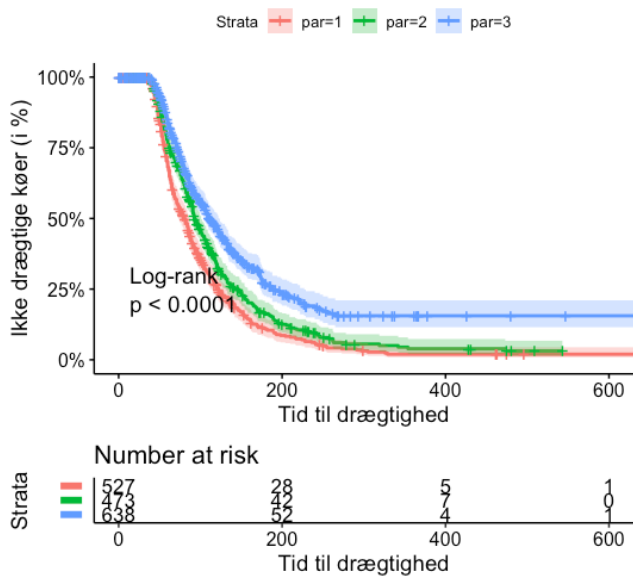 Strata par=1 par=2 par=3
Ikke drægtige køer (i %)
100%
75%
50%
25%
0%
Log-rank
p < 0.0001
0 200 400 600
Tid til drægtighed
Number at risk
Strata
527 28 5 1
473 42 7 0
638 52 4 1
0 200 400 600
Tid til drægtighed